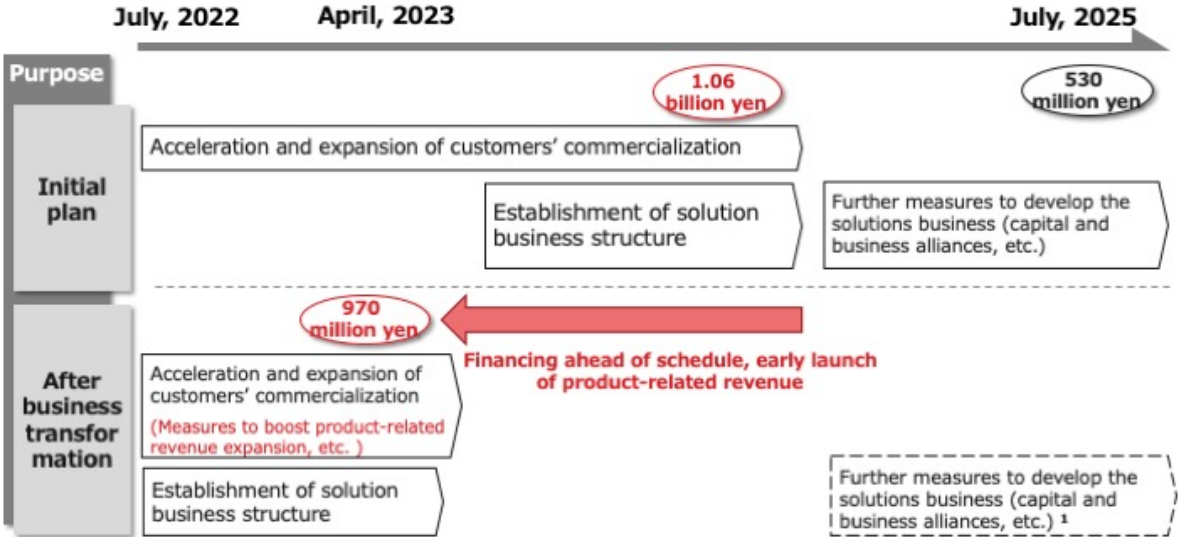 July, 2022
April, 2023
July, 2025
Purpose
1.06
billion yen
530
million yen
Initial
plan
Acceleration and expansion of customers’ commercialization
Establishment of solution
business structure
Further measures to develop the
solutions business (capital and
business alliances, etc.)
970
million yen
Financing ahead of schedule, early launch
of product-related revenue
After
business
transfor
mation
Acceleration and expansion of
customers’ commercialization
(Measures to boost product-related
revenue expansion, etc. )
Establishment of solution
business structure
Further measures to develop the
solutions business (capital and
business alliances, etc.) ¹